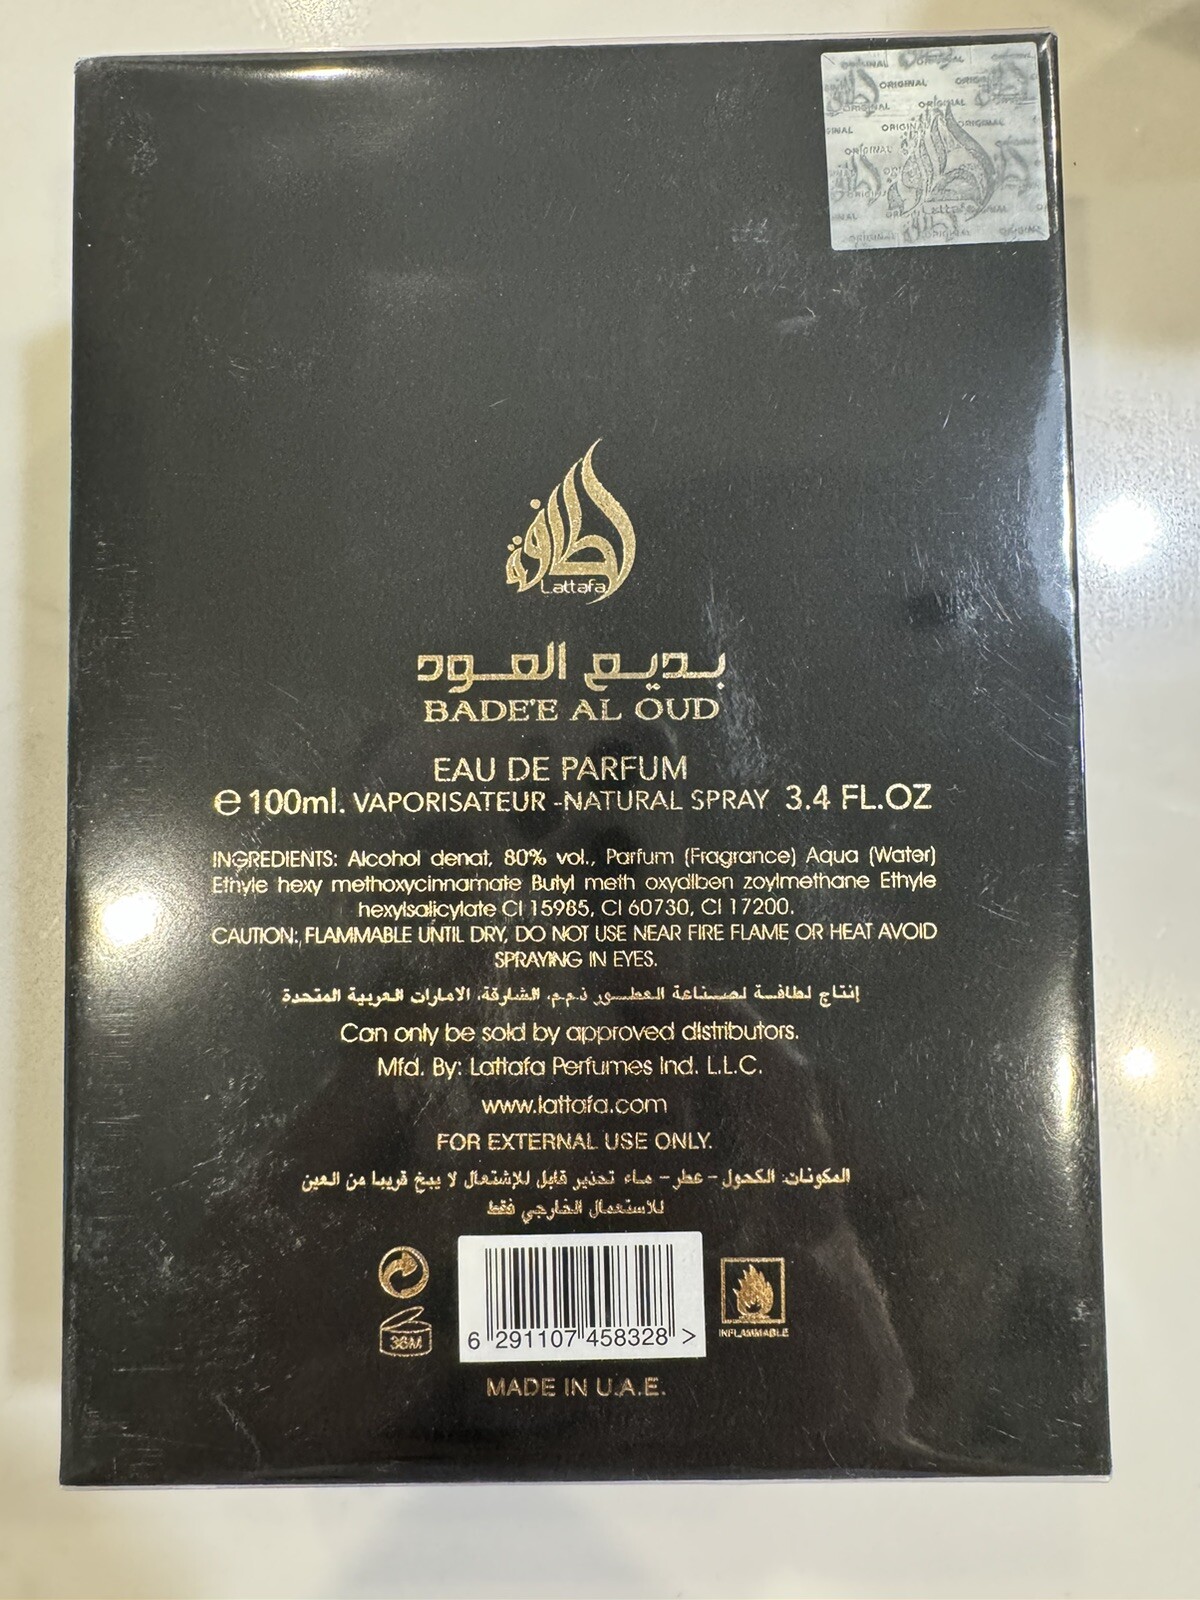 ORIGINAL
Lattafa
لطافة
Lattafa
بديع العود
BADE'E AL OUD
EAU DE PARFUM
℮ 100ml. VAPORISATEUR -NATURAL SPRAY 3.4 FL.OZ
INGREDIENTS: Alcohol denat, 80% vol., Parfum (Fragrance) Aqua (Water)
Ethyle hexy methoxycinnamate Butyl meth oxydlben zoylmethane Ethyle
hexylsalicylate CI 15985, CI 60730, CI 17200.
CAUTION: FLAMMABLE UNTIL DRY, DO NOT USE NEAR FIRE FLAME OR HEAT AVOID
SPRAYING IN EYES.
إنتاج لطافة لصناعة العطور ذ.م.م. الشارقة، الامارات العربية المتحدة
Can only be sold by approved distributors.
Mfd. By: Lattafa Perfumes Ind. L.L.C.
www.lattafa.com
FOR EXTERNAL USE ONLY.
المكونات: الكحول - عطر - ماء تحذير قابل للإشتعال لا يبخ قريبا من العين
للاستعمال الخارجي فقط
36M
6 291107 458328 >
INFLAMMABLE
MADE IN U.A.E.